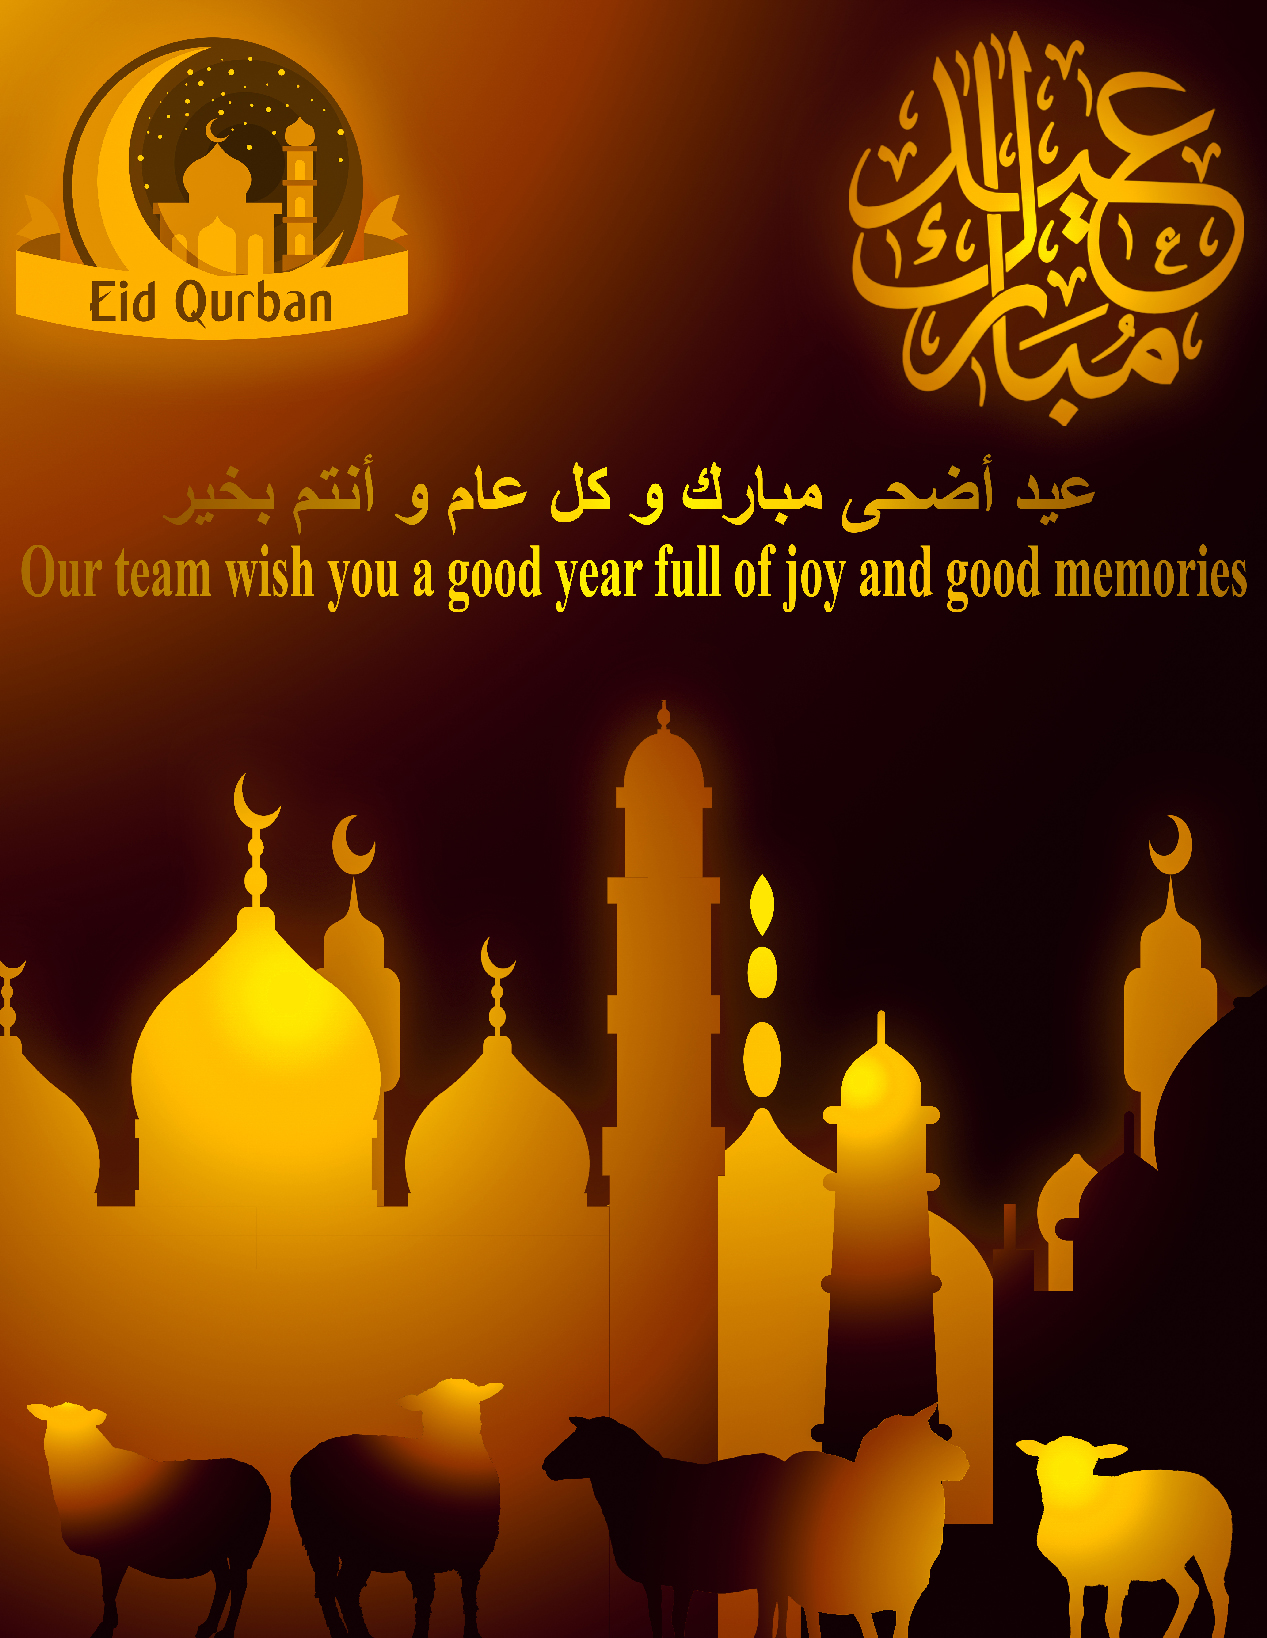 Eid Qurban
عيد مبارك
عيد أضحى مبارك و كل عام و أنتم بخير
Our team wish you a good year full of joy and good memories